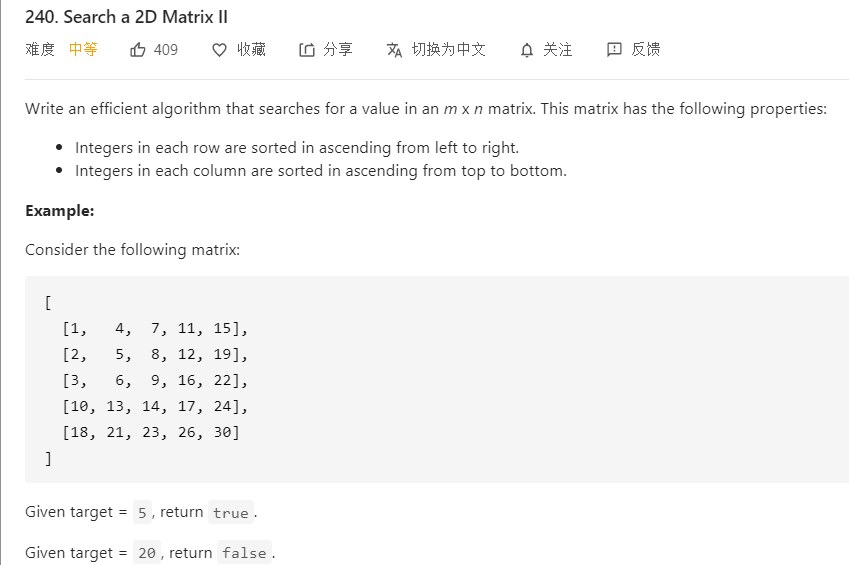 240. Search a 2D Matrix II
难度 中等 409 收藏 分享 切换为中文 关注 反馈
Write an efficient algorithm that searches for a value in an m x n matrix. This matrix has the following properties:
• Integers in each row are sorted in ascending from left to right.
• Integers in each column are sorted in ascending from top to bottom.
Example:
Consider the following matrix:
[
[1, 4, 7, 11, 15],
[2, 5, 8, 12, 19],
[3, 6, 9, 16, 22],
[10, 13, 14, 17, 24],
[18, 21, 23, 26, 30]
]
Given target = 5, return true.
Given target = 20, return false.